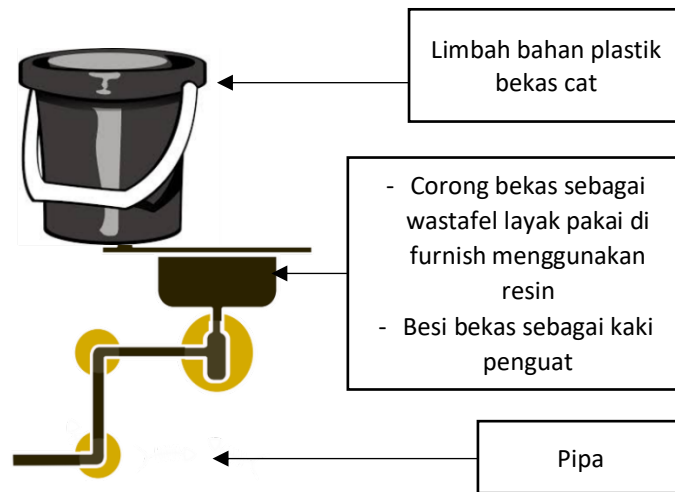 Limbah bahan plastik
bekas cat
- Corong bekas sebagai
wastafel layak pakai di
furnish menggunakan
resin
- Besi bekas sebagai kaki
penguat
Pipa